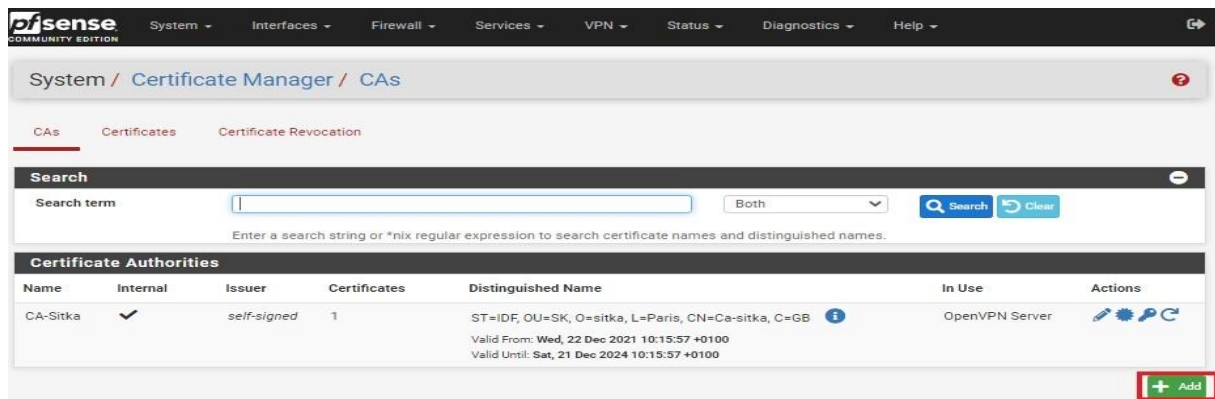 pfsense System Interfaces Firewall Services VPN Status Diagnostics Help
COMMUNITY EDITION
System / Certificate Manager / CAs
CAs Certificates Certificate Revocation
Search
Search term Both Search Clear
Enter a search string or *nix regular expression to search certificate names and distinguished names.
Certificate Authorities
Name Internal Issuer Certificates Distinguished Name In Use Actions
CA-Sitka self-signed 1 ST=IDF, OU=SK, O=sitka, L=Paris, CN=Ca-sitka, C=GB OpenVPN Server
Valid From: Wed, 22 Dec 2021 10:15:57 +0100
Valid Until: Sat, 21 Dec 2024 10:15:57 +0100
Add